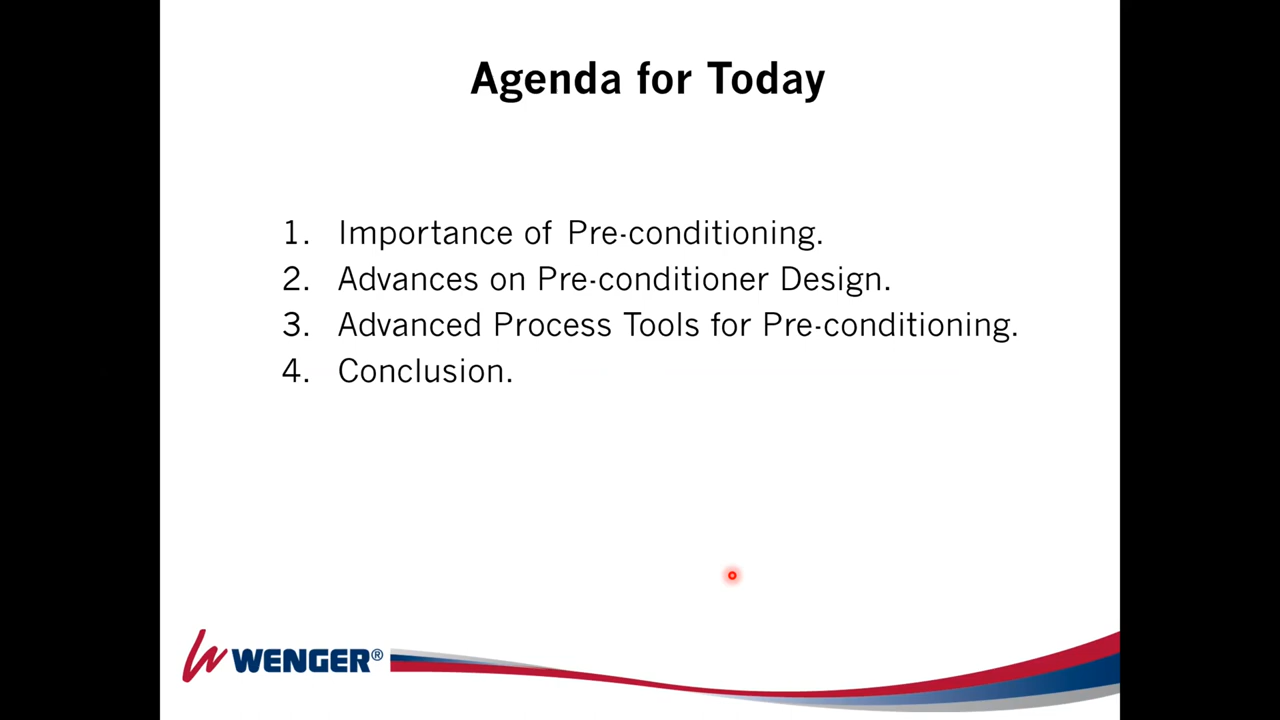 Agenda for Today
1. Importance of Pre-conditioning.
2. Advances on Pre-conditioner Design.
3. Advanced Process Tools for Pre-conditioning.
4. Conclusion.
WENGER®